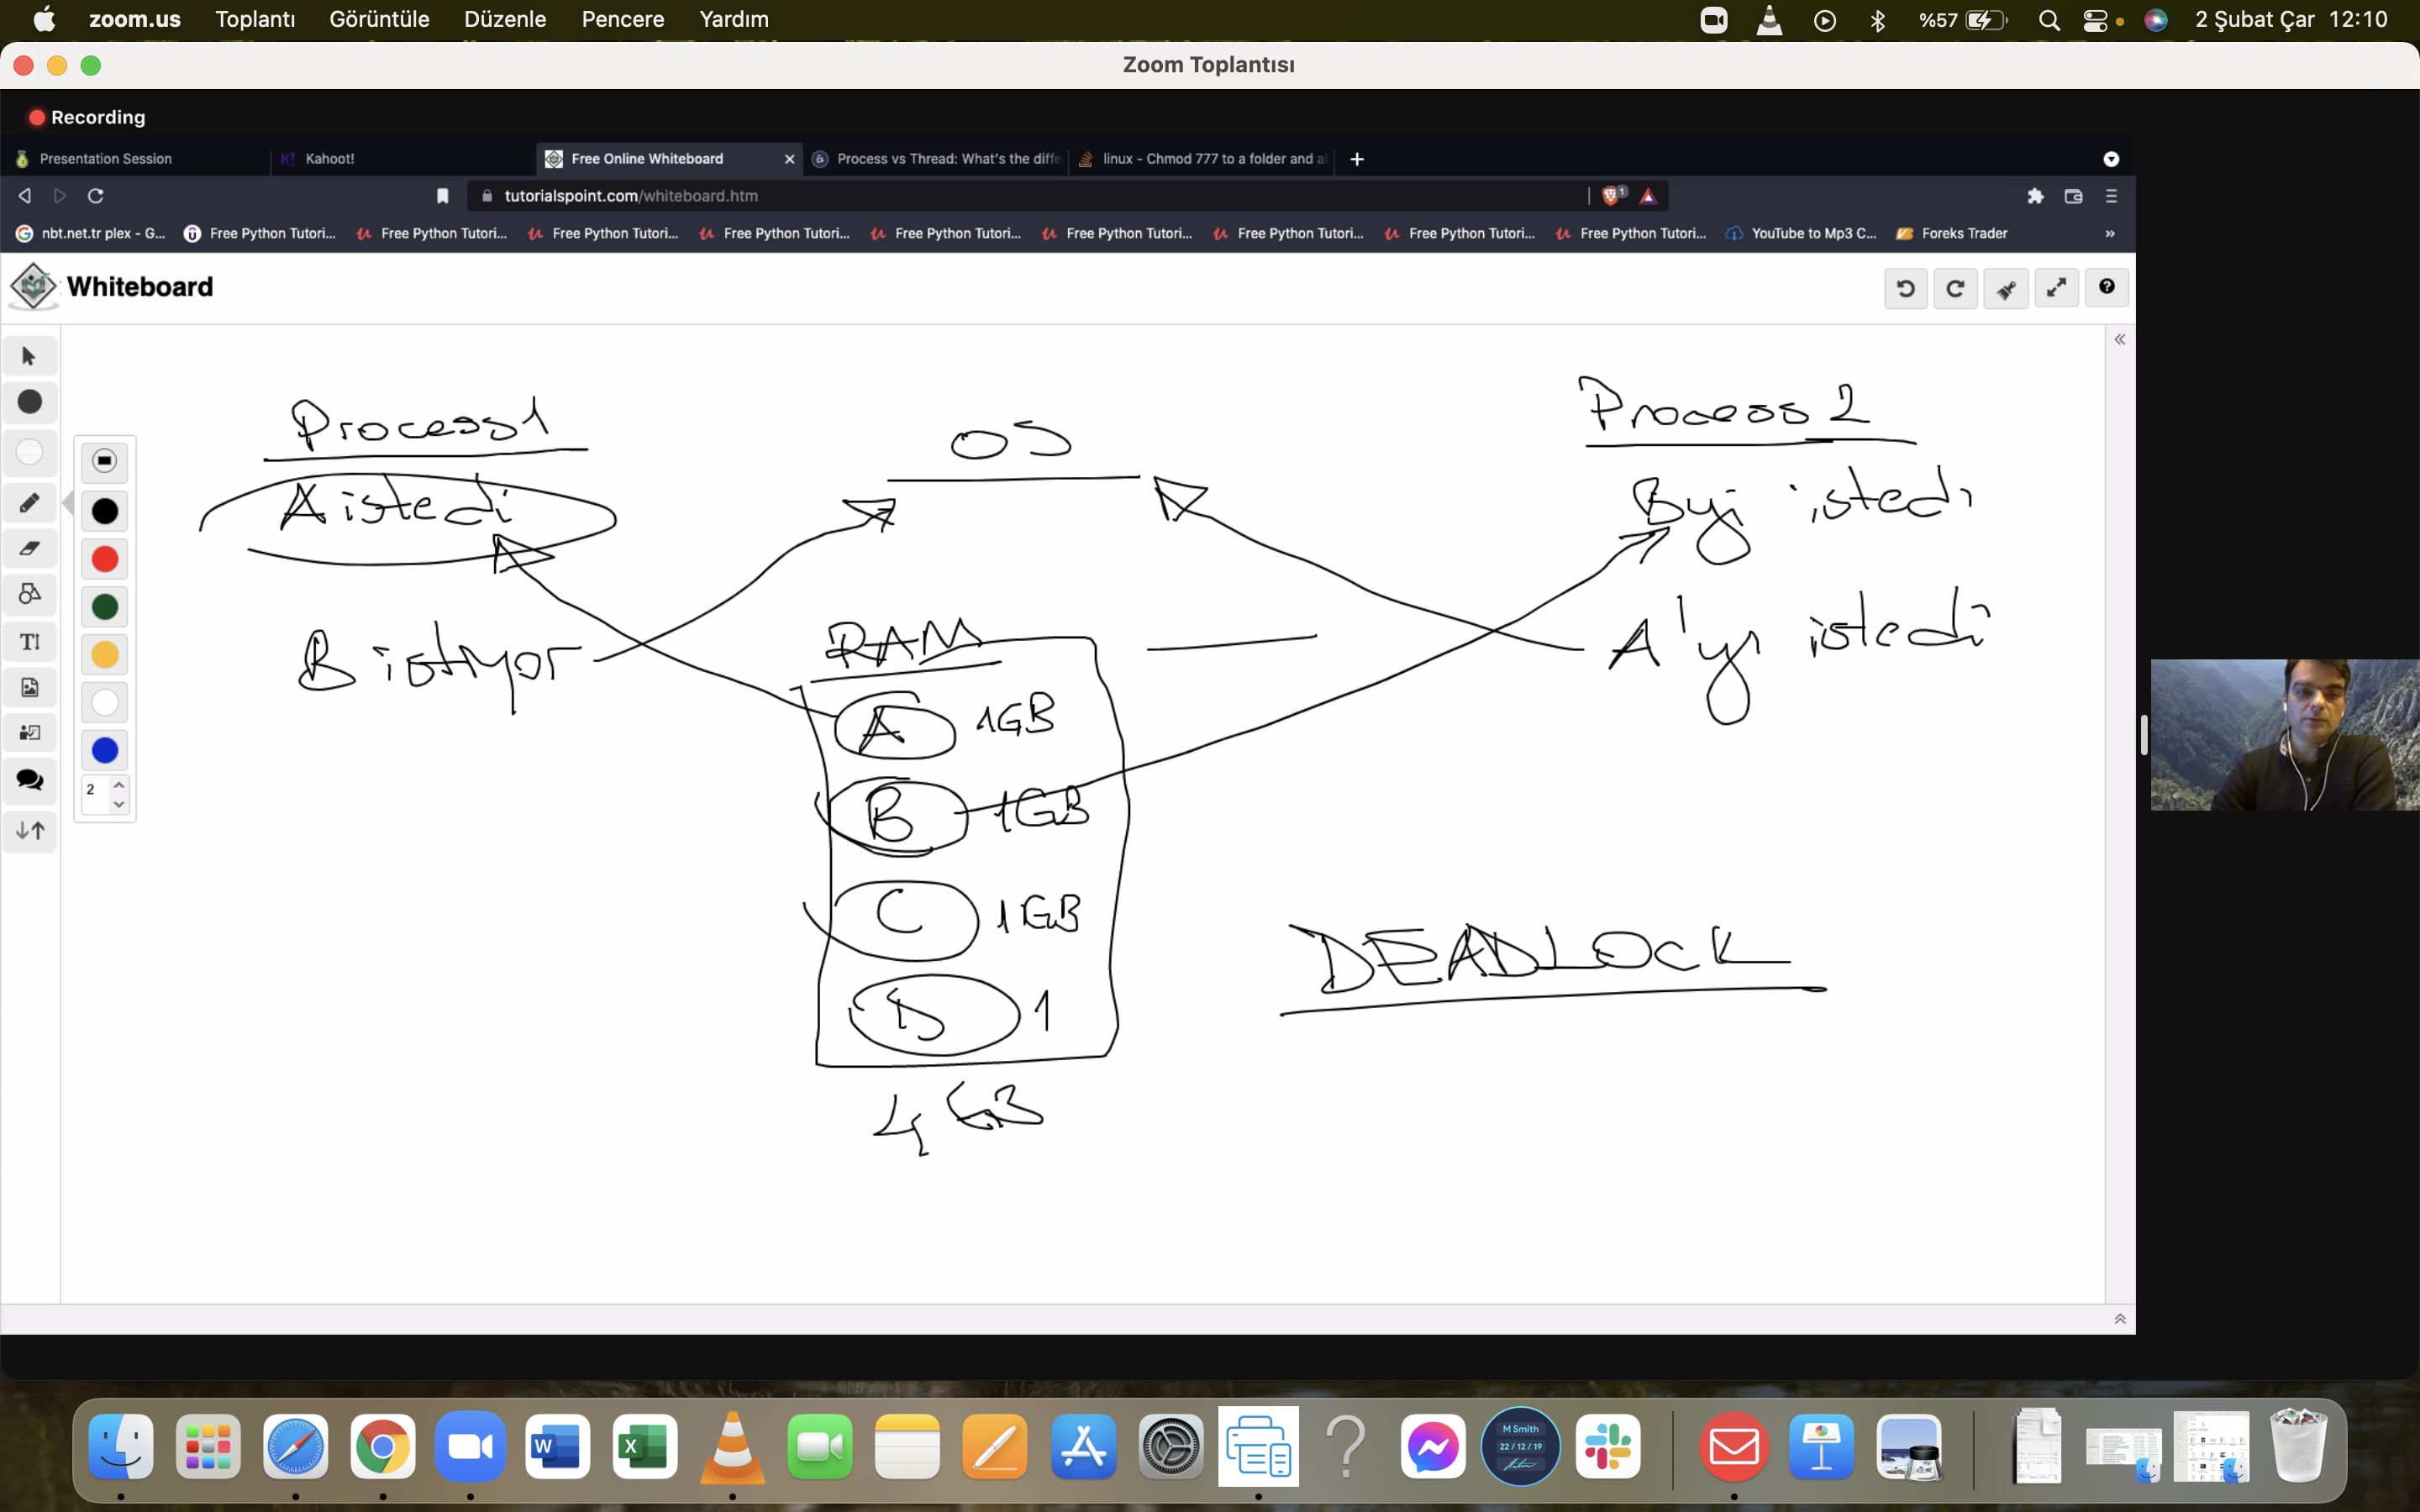 zoom.us Toplantı Görüntüle Düzenle Pencere Yardım %57 2 Şubat Çar 12:10
Zoom Toplantısı
Recording
Presentation Session K! Kahoot! Free Online Whiteboard Process vs Thread: What's the diffe linux - Chmod 777 to a folder and al
tutorialspoint.com/whiteboard.htm 1
nbt.net.tr plex - G... Free Python Tutori... Free Python Tutori... Free Python Tutori... Free Python Tutori... Free Python Tutori... Free Python Tutori... Free Python Tutori... Free Python Tutori... Free Python Tutori... YouTube to Mp3 C... Foreks Trader
Whiteboard
Process1
A istedi
B istiyor
OS
Process 2
B'yi istedi
A'yı istedi
RAM
A 1GB
B 1GB
C 1GB
D 1
4 GB
DEADLOCK
T
2
W
X
M Smith
22 / 12 / 19